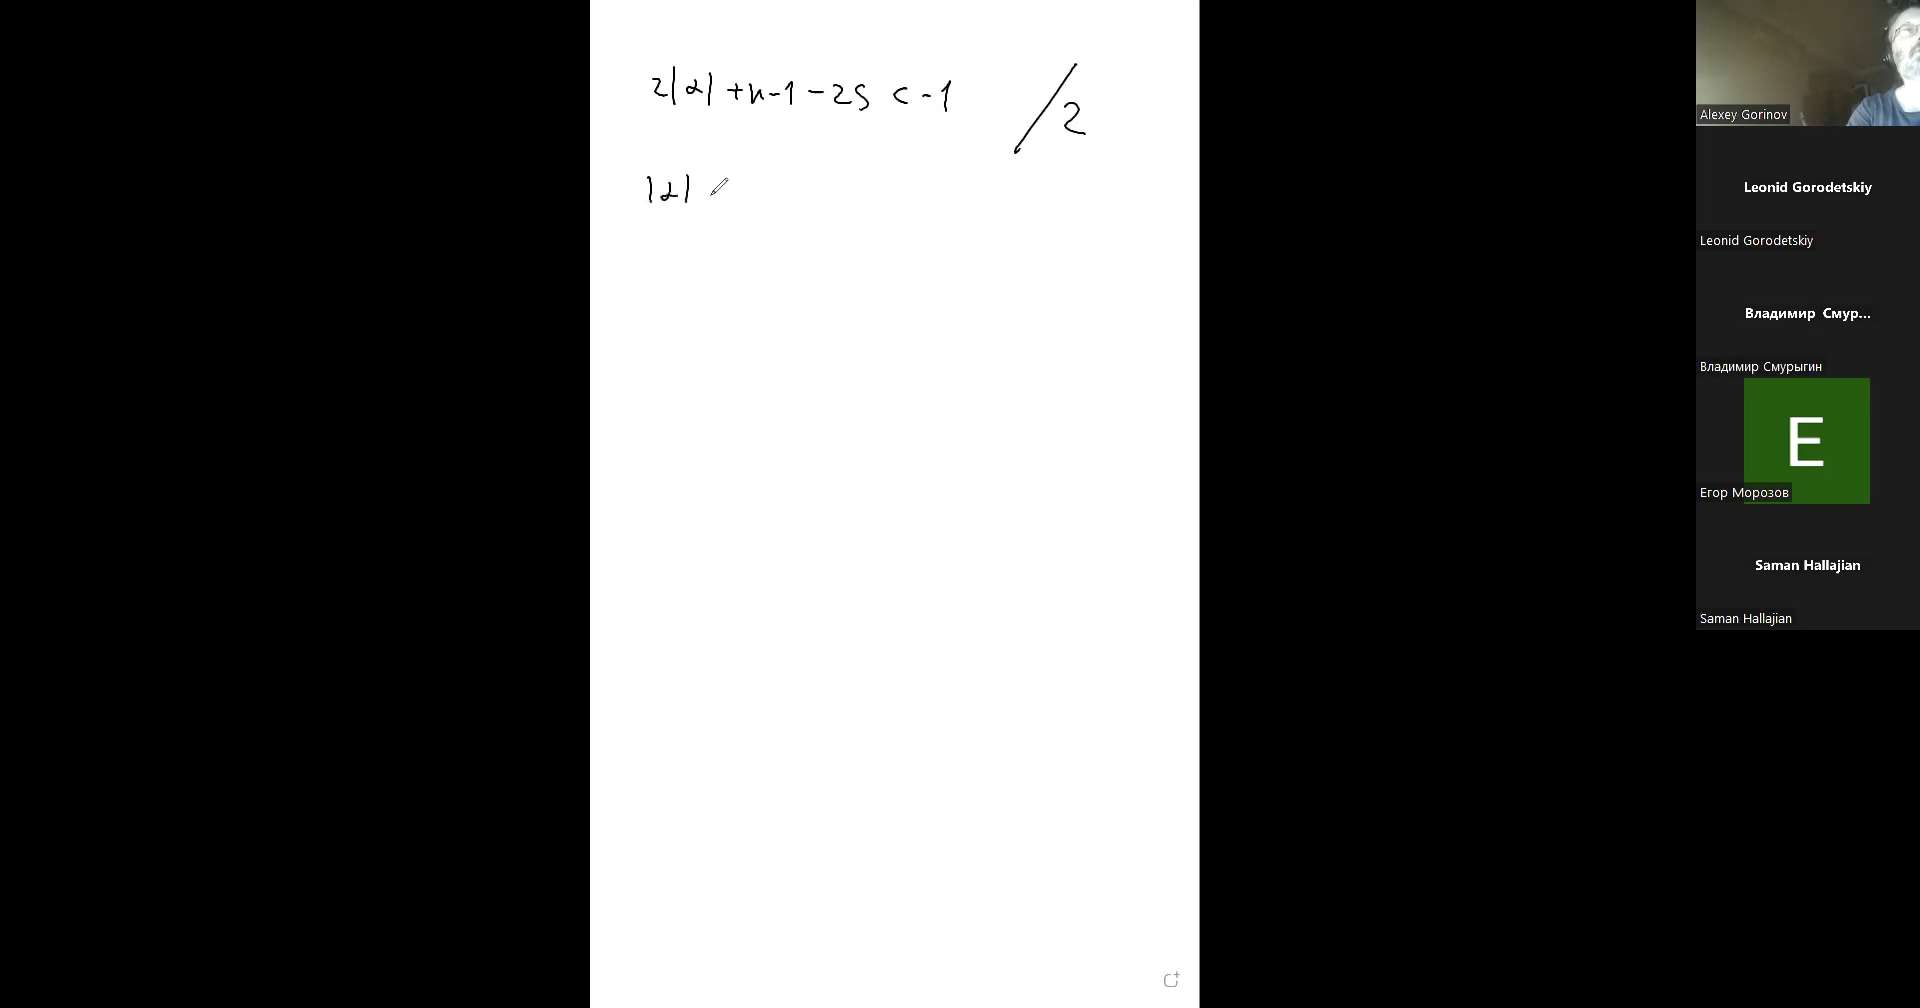 2|α| + n - 1 - 2s < -1 / 2
|α|
Alexey Gorinov
Leonid Gorodetskiy
Leonid Gorodetskiy
Владимир Смур...
Владимир Смурыгин
E
Егор Морозов
Saman Hallajian
Saman Hallajian